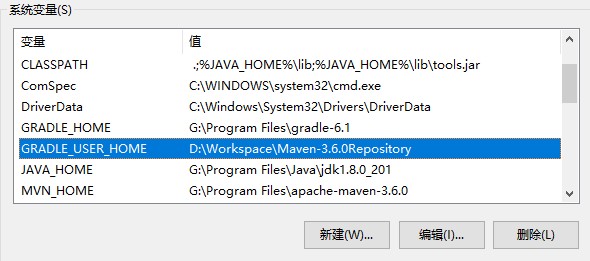 系统变量(S)
变量 值
CLASSPATH .;%JAVA_HOME%\lib;%JAVA_HOME%\lib\tools.jar
ComSpec C:\WINDOWS\system32\cmd.exe
DriverData C:\Windows\System32\Drivers\DriverData
GRADLE_HOME G:\Program Files\gradle-6.1
GRADLE_USER_HOME D:\Workspace\Maven-3.6.0Repository
JAVA_HOME G:\Program Files\Java\jdk1.8.0_201
MVN_HOME G:\Program Files\apache-maven-3.6.0
新建(W)... 编辑(I)... 删除(L)